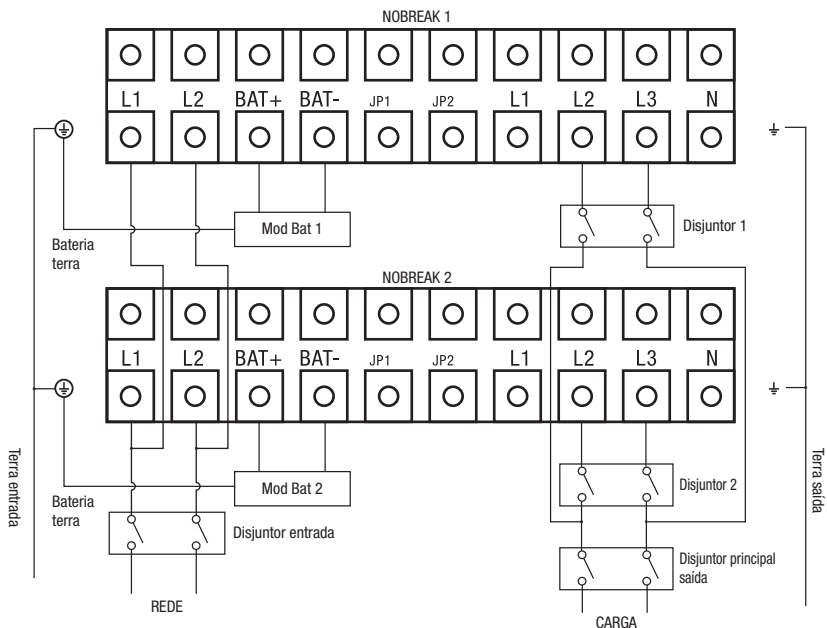 NOBREAK 1
L1 L2 BAT+ BAT- JP1 JP2 L1 L2 L3 N
Mod Bat 1
Disjuntor 1
Bateria
terra
NOBREAK 2
L1 L2 BAT+ BAT- JP1 JP2 L1 L2 L3 N
Terra entrada
Terra saída
Mod Bat 2
Disjuntor 2
Bateria
terra
Disjuntor entrada
Disjuntor principal
saída
REDE
CARGA